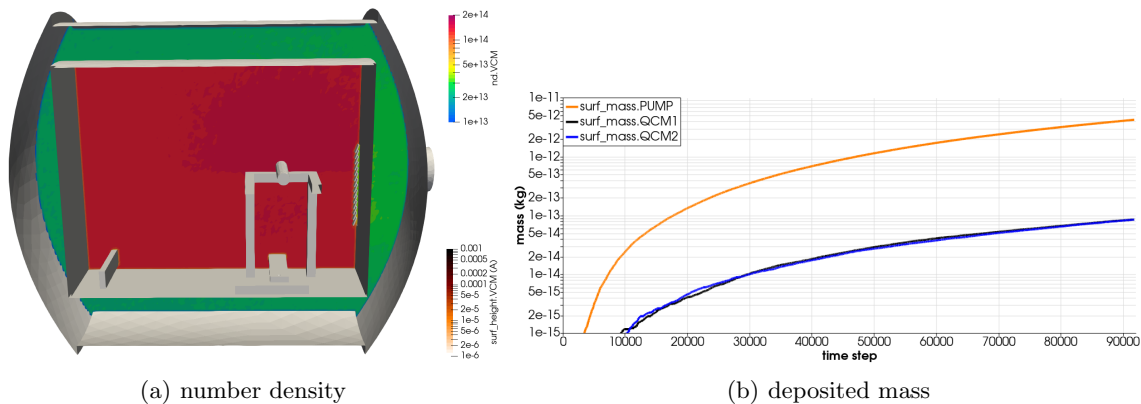 2e+14
1e+14
5e+13
2e+13
1e+13
nd.VCM
0.001
0.0005
0.0002
0.0001
5e-5
2e-5
1e-5
5e-6
2e-6
1e-6
surf_height.VCM (A)
(a) number density
1e-11
5e-12
2e-12
1e-12
5e-13
2e-13
1e-13
5e-14
2e-14
1e-14
5e-15
2e-15
1e-15
mass (kg)
surf_mass.PUMP
surf_mass.QCM1
surf_mass.QCM2
0 10000 20000 30000 40000 50000 60000 70000 80000 90000
time step
(b) deposited mass